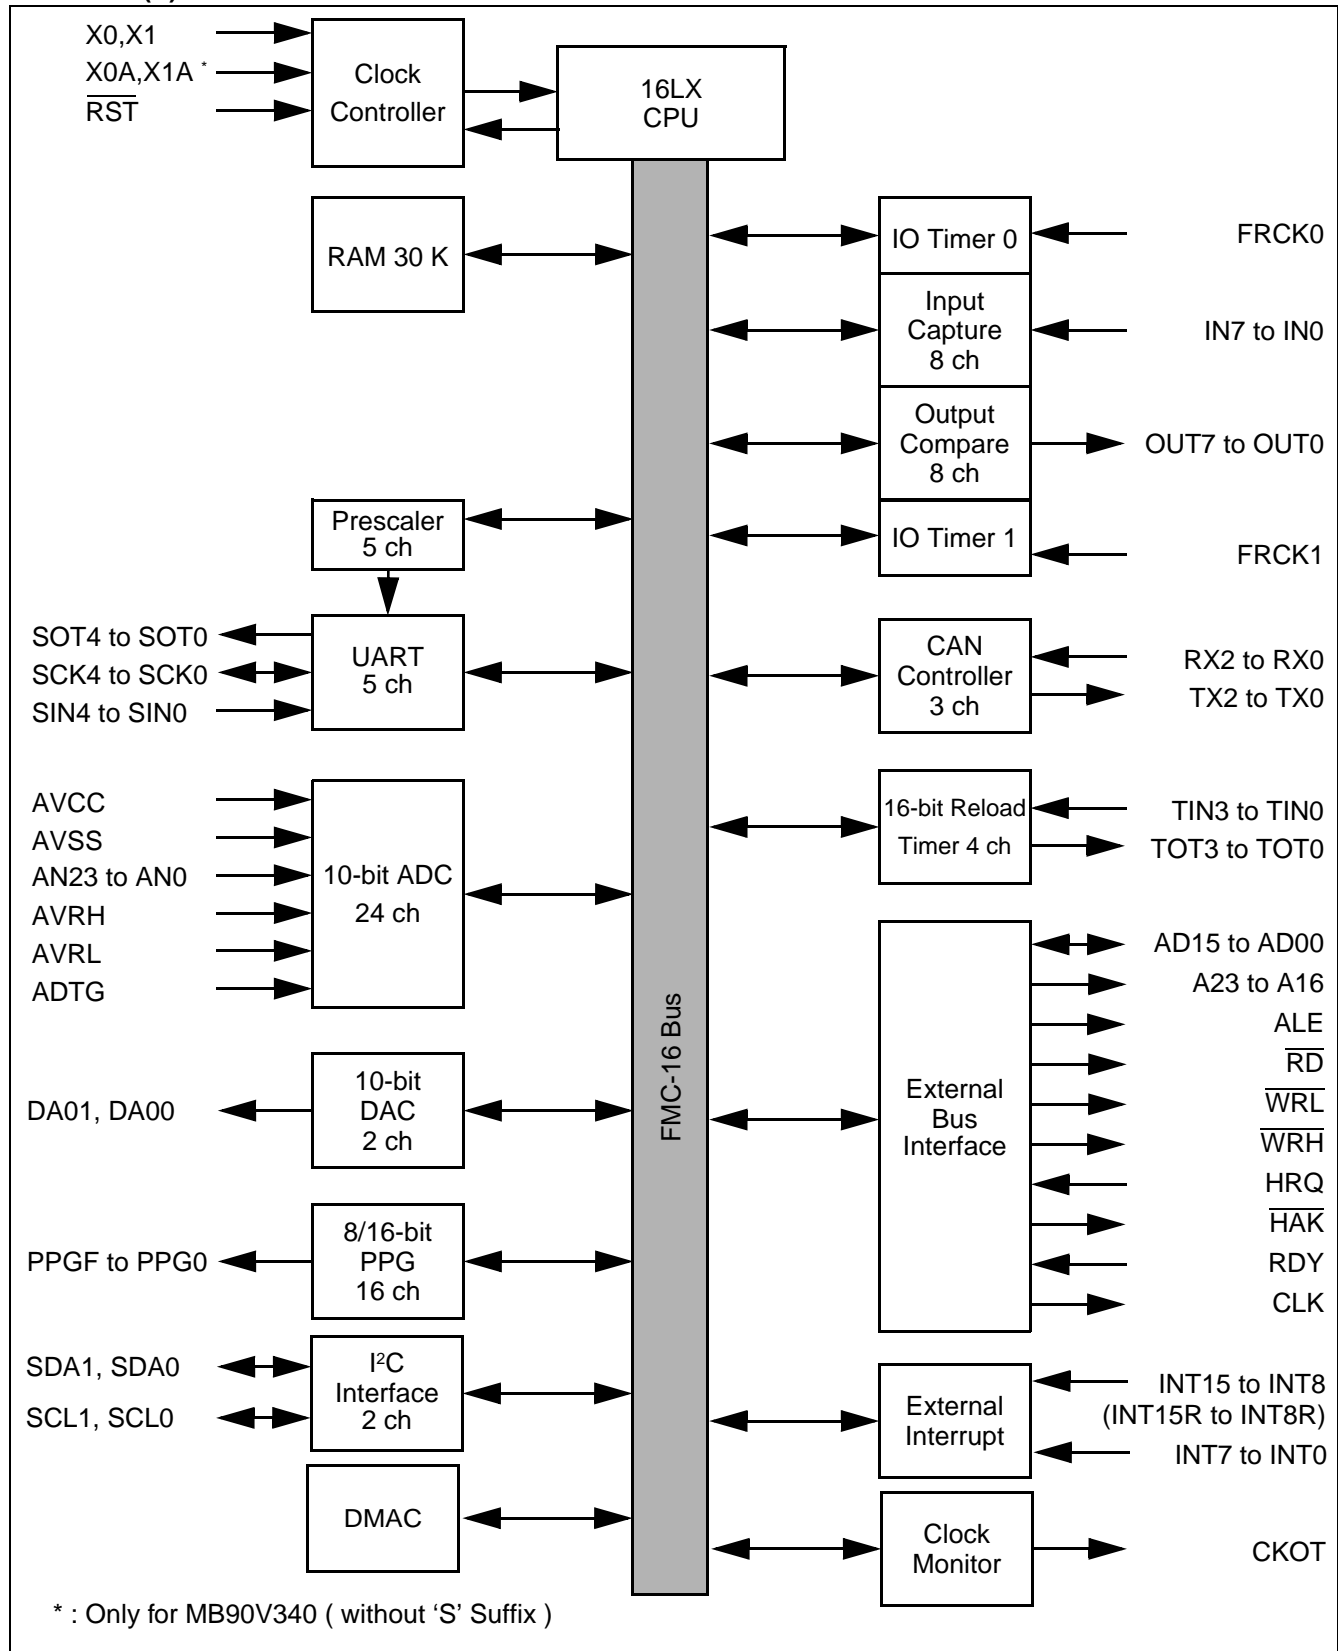 X0,X1
X0A,X1A *
RST
Clock
Controller
16LX
CPU
RAM 30 K
IO Timer 0
FRCK0
Input
Capture
8 ch
IN7 to IN0
Output
Compare
8 ch
OUT7 to OUT0
IO Timer 1
FRCK1
Prescaler
5 ch
SOT4 to SOT0
SCK4 to SCK0
SIN4 to SIN0
UART
5 ch
CAN
Controller
3 ch
RX2 to RX0
TX2 to TX0
AVCC
AVSS
AN23 to AN0
AVRH
AVRL
ADTG
10-bit ADC
24 ch
16-bit Reload
Timer 4 ch
TIN3 to TIN0
TOT3 to TOT0
FMC-16 Bus
External
Bus
Interface
AD15 to AD00
A23 to A16
ALE
RD
WRL
WRH
HRQ
HAK
RDY
CLK
DA01, DA00
10-bit
DAC
2 ch
PPGF to PPG0
8/16-bit
PPG
16 ch
SDA1, SDA0
SCL1, SCL0
I²C
Interface
2 ch
External
Interrupt
INT15 to INT8
(INT15R to INT8R)
INT7 to INT0
DMAC
Clock
Monitor
CKOT
* : Only for MB90V340 ( without ‘S’ Suffix )